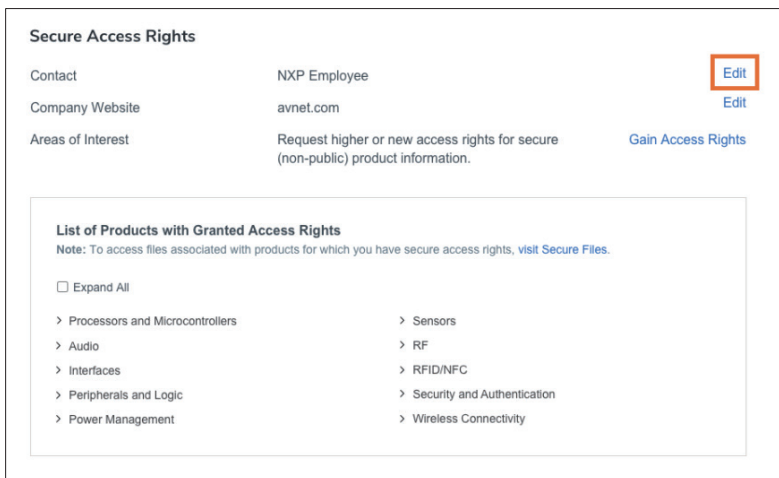 Secure Access Rights
Contact NXP Employee Edit
Company Website avnet.com Edit
Areas of Interest Request higher or new access rights for secure Gain Access Rights
(non-public) product information.
List of Products with Granted Access Rights
Note: To access files associated with products for which you have secure access rights, visit Secure Files.
Expand All
> Processors and Microcontrollers > Sensors
> Audio > RF
> Interfaces > RFID/NFC
> Peripherals and Logic > Security and Authentication
> Power Management > Wireless Connectivity